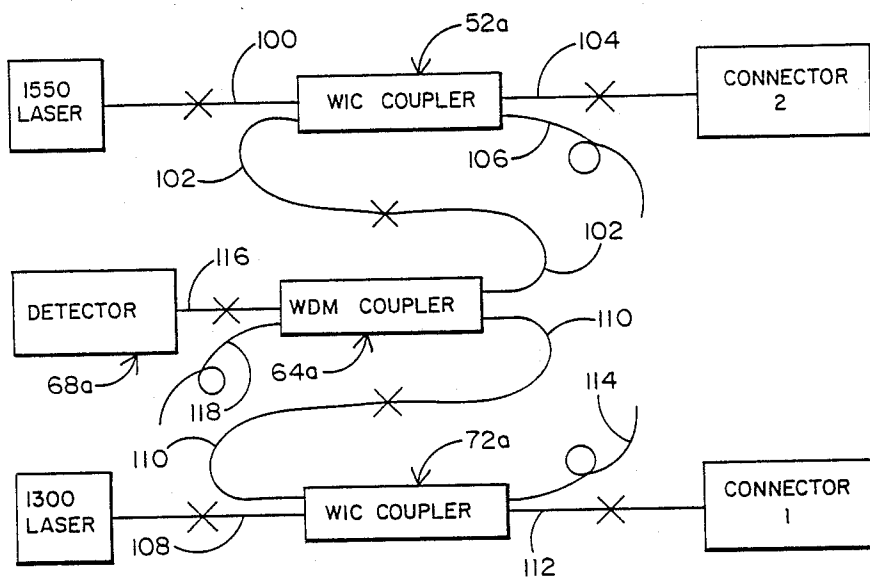 52a
100
104
1550
LASER
WIC COUPLER
CONNECTOR
2
102
106
102
116
DETECTOR
WDM COUPLER
110
68a
118
64a
114
110
72a
1300
LASER
WIC COUPLER
CONNECTOR
1
108
112